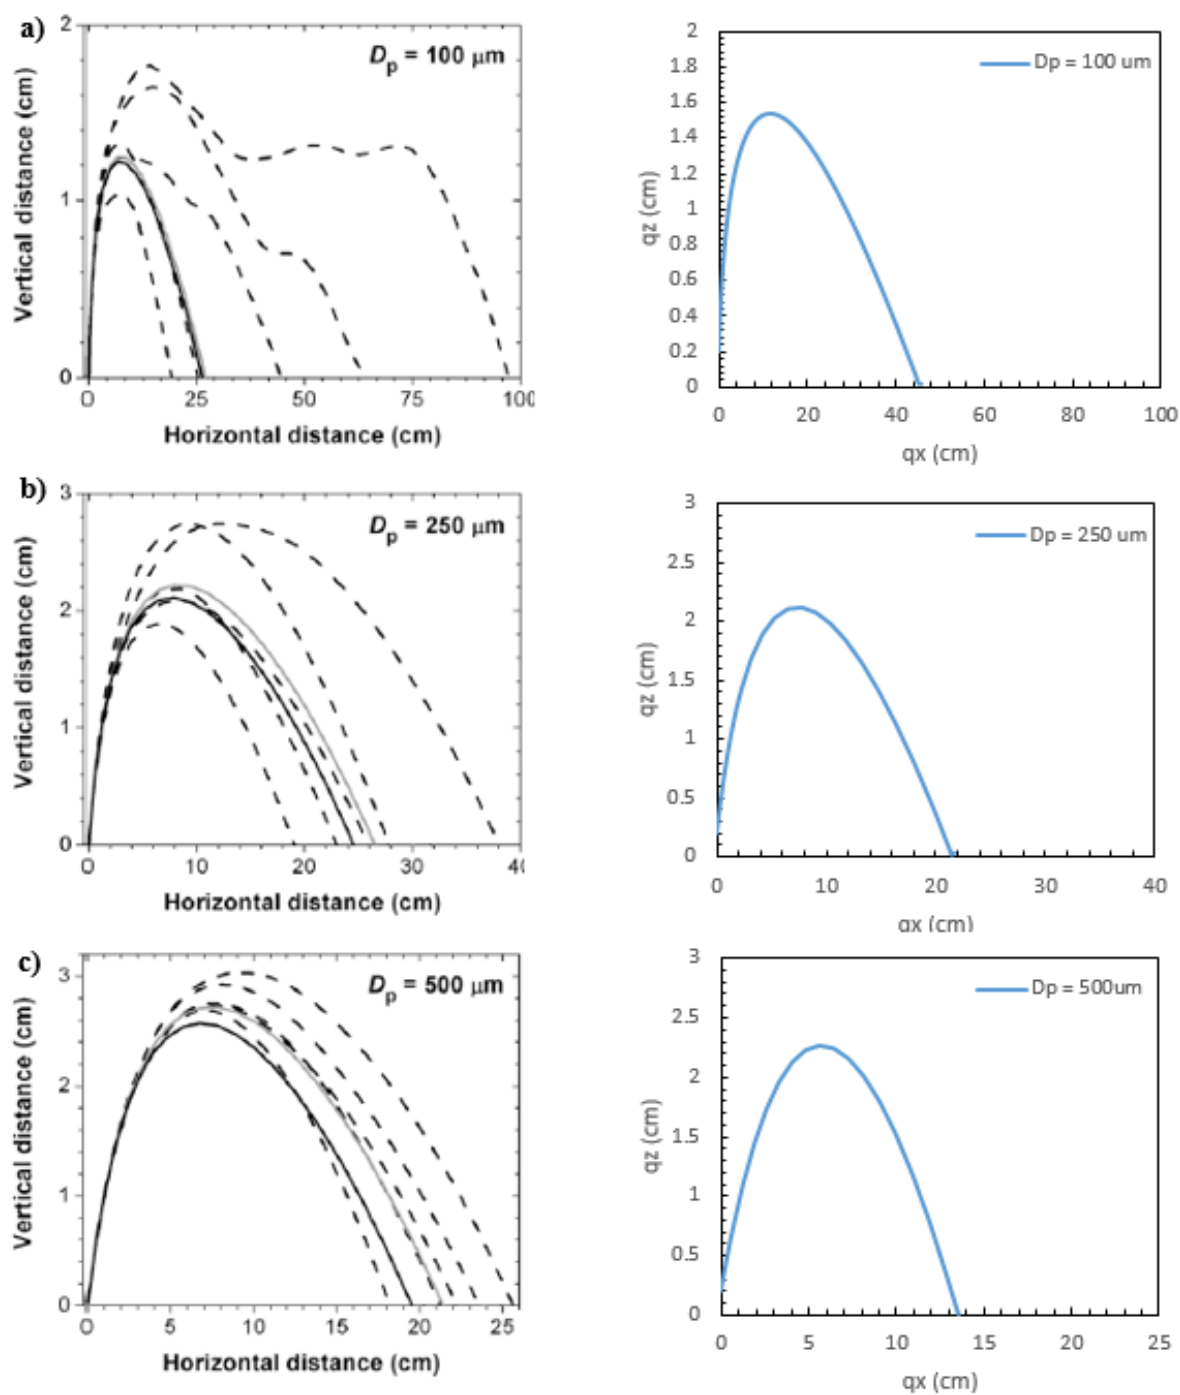 a)
2
1
0
Vertical distance (cm)
Dp = 100 μm
0 25 50 75 100
Horizontal distance (cm)
2
1.8
1.6
1.4
1.2
1
0.8
0.6
0.4
0.2
0
qz (cm)
Dp = 100 um
0 20 40 60 80 100
qx (cm)
b)
3
2
1
0
Vertical distance (cm)
Dp = 250 μm
0 10 20 30 40
Horizontal distance (cm)
3
2.5
2
1.5
1
0.5
0
qz (cm)
Dp = 250 um
0 10 20 30 40
qx (cm)
c)
3
2
1
0
Vertical distance (cm)
Dp = 500 μm
0 5 10 15 20 25
Horizontal distance (cm)
3
2.5
2
1.5
1
0.5
0
qz (cm)
Dp = 500um
0 5 10 15 20 25
qx (cm)